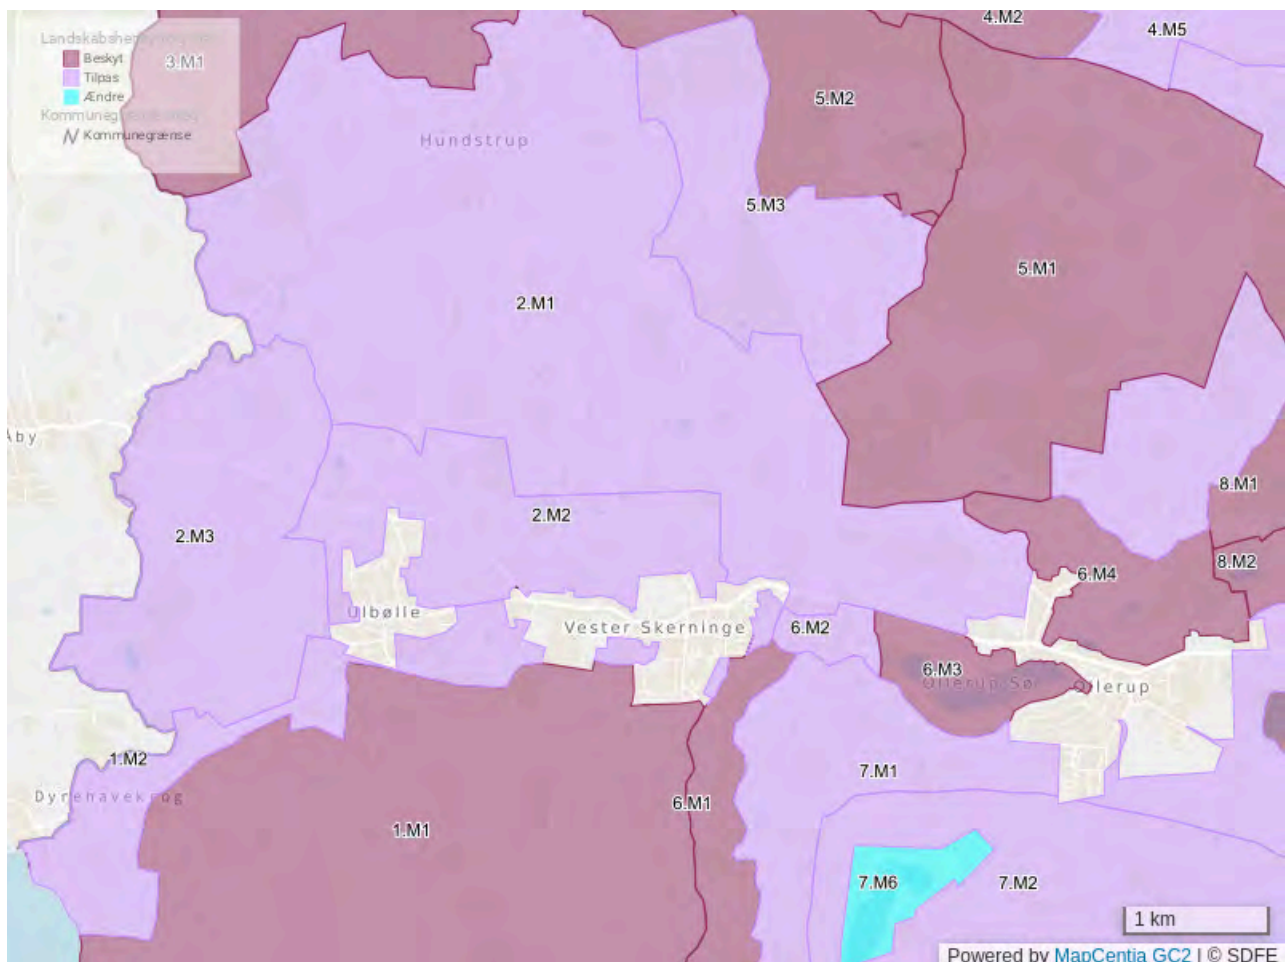 4.M2
4.M5
Beskyt
3.M1
Tilpas
Ændre
Kommunegrænse
5.M2
Hundstrup
5.M3
5.M1
2.M1
Åby
8.M1
2.M2
2.M3
8.M2
6.M4
Ulbølle
Vester Skerninge
6.M2
6.M3
Ollerup Sø
Ollerup
1.M2
7.M1
Dyrehavekrog
6.M1
1.M1
7.M6
7.M2
1 km
Powered by MapCentia GC2 | © SDFE